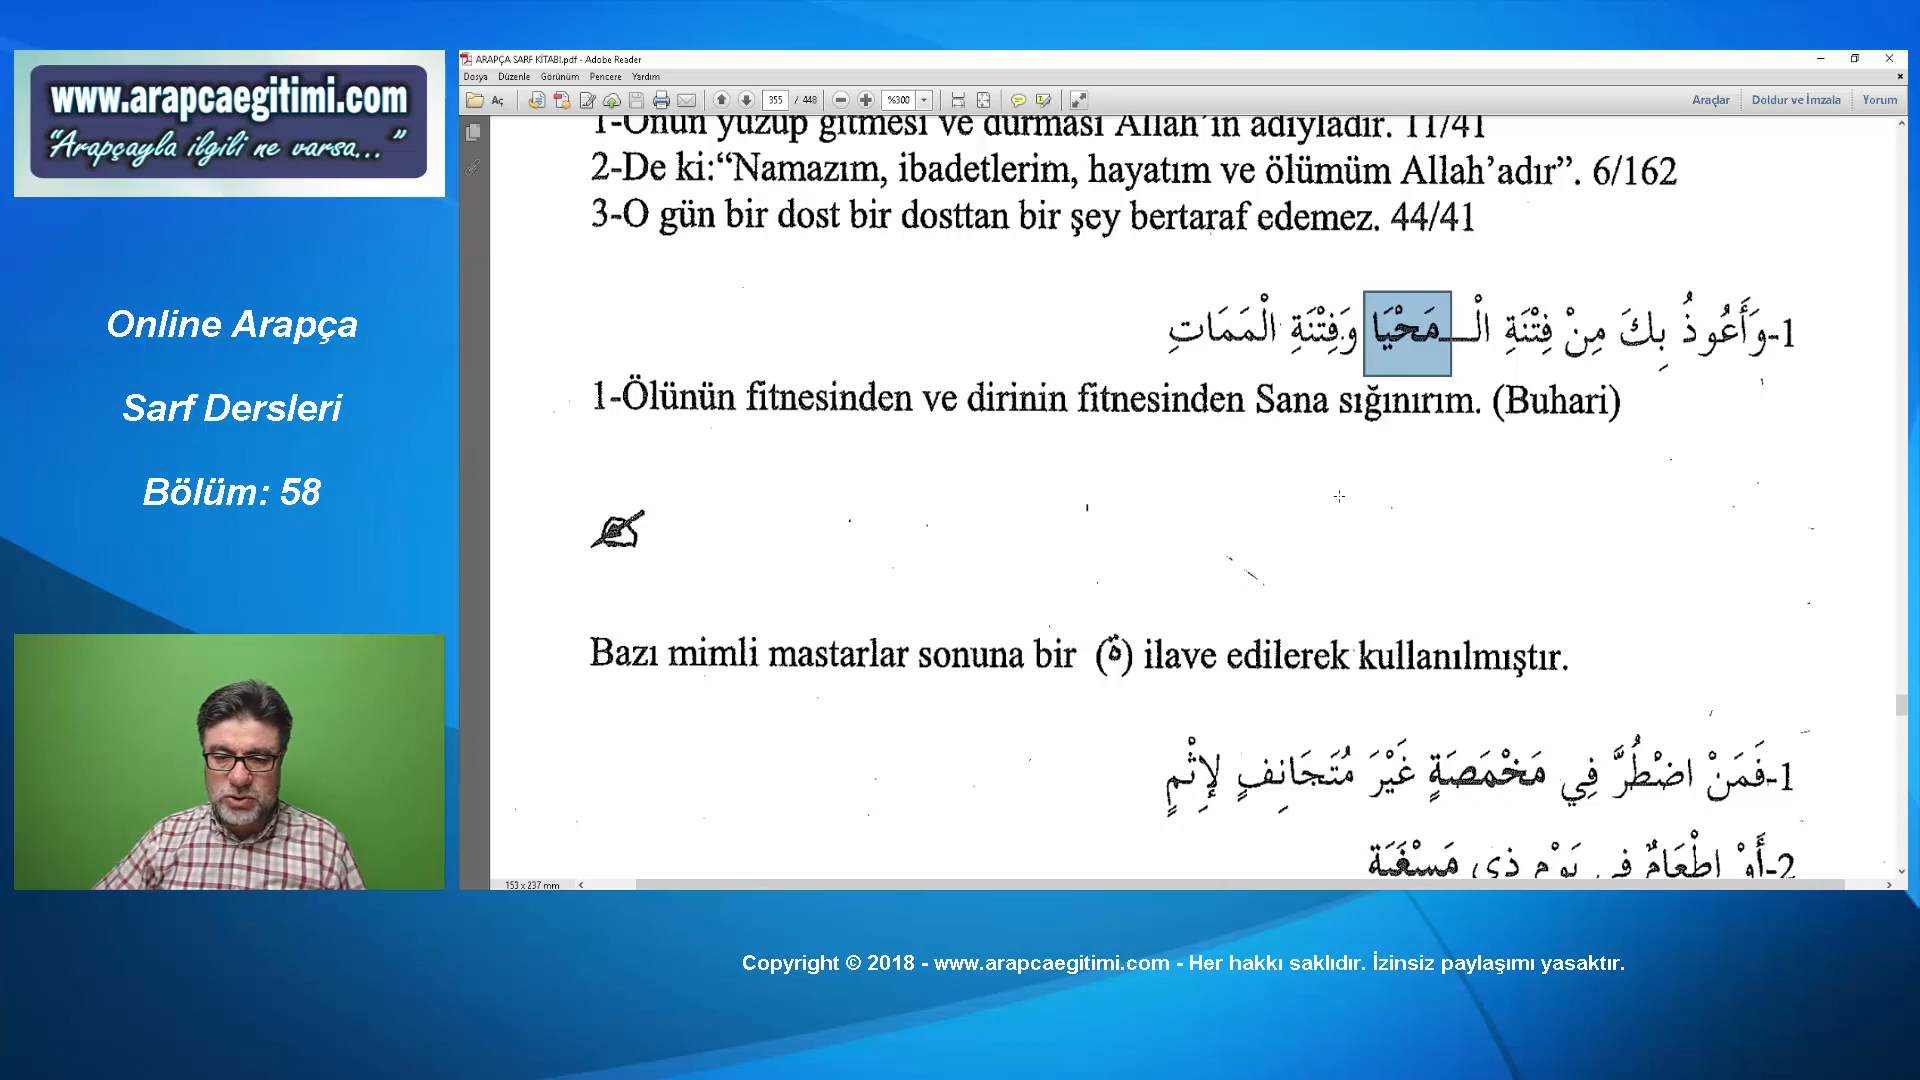 www.arapcaegitimi.com
“Arapçayla ilgili ne varsa...”
Online Arapça
Sarf Dersleri
Bölüm: 58
ARAPÇA SARF KİTABI.pdf - Adobe Reader
Dosya Düzenle Görünüm Pencere Yardım
Aç 355 / 448 %300 Araçlar Doldur ve İmzala Yorum
1-Onun yüzüp gitmesi ve durması Allah’ın adıyladır. 11/41
2-De ki:“Namazım, ibadetlerim, hayatım ve ölümüm Allah’adır”. 6/162
3-O gün bir dost bir dosttan bir şey bertaraf edemez. 44/41
1-وَأَعُوذُ بِكَ مِنْ فِتْنَةِ الْـــمَحْيَا وَفِتْنَةِ الْمَمَاتِ
1-Ölünün fitnesinden ve dirinin fitnesinden Sana sığınırım. (Buhari)
Bazı mimli mastarlar sonuna bir (ة) ilave edilerek kullanılmıştır.
1-فَمَنْ اضْطُرَّ فِي مَخْمَصَةٍ غَيْرَ مُتَجَانِفٍ لِإِثْمٍ
2-أَوْ إِطْعَامٌ فِي يَوْمٍ ذِي مَسْغَبَة
153 x 237 mm
Copyright © 2018 - www.arapcaegitimi.com - Her hakkı saklıdır. İzinsiz paylaşımı yasaktır.